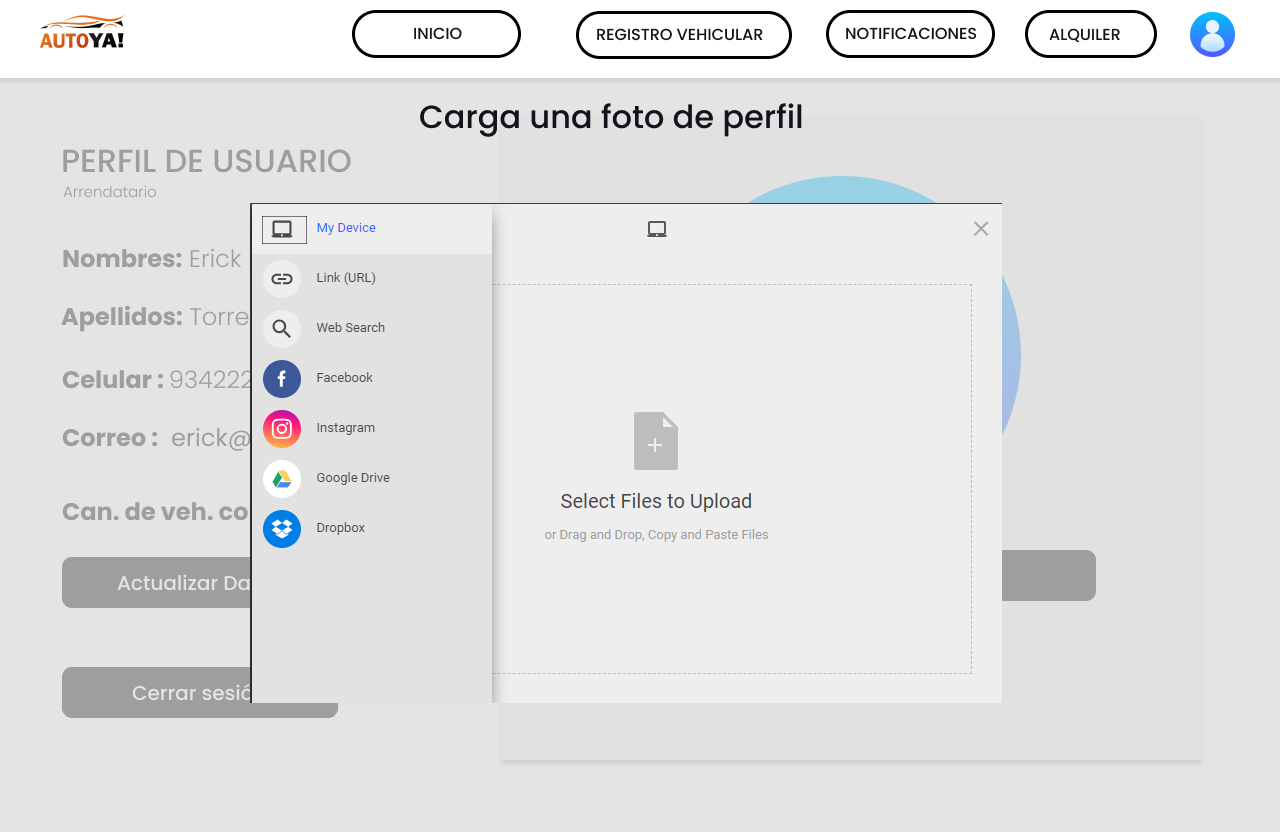 AUTOYA!
INICIO
REGISTRO VEHICULAR
NOTIFICACIONES
ALQUILER
Carga una foto de perfil
PERFIL DE USUARIO
Arrendatario
Nombres: Erick
Apellidos: Torre
Celular : 934222
Correo : erick@
Can. de veh. co
Actualizar Da
Cerrar sesió
My Device
Link (URL)
Web Search
Facebook
Instagram
Google Drive
Dropbox
Select Files to Upload
or Drag and Drop, Copy and Paste Files